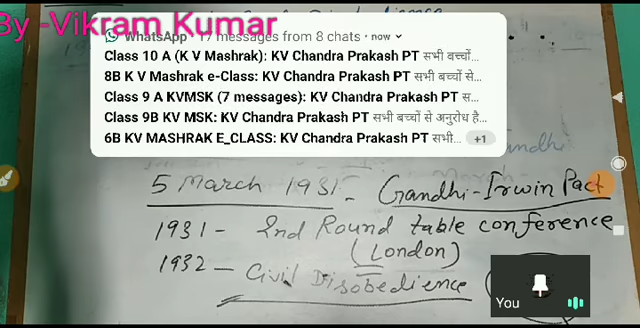 By -Vikram Kumar
WhatsApp · 17 messages from 8 chats · now
Class 10 A (K V Mashrak): KV Chandra Prakash PT सभी बच्चों...
8B K V Mashrak e-Class: KV Chandra Prakash PT सभी बच्चों से...
Class 9 A KVMSK (7 messages): KV Chandra Prakash PT स...
Class 9B KV MSK: KV Chandra Prakash PT सभी बच्चों से अनुरोध है...
6B KV MASHRAK E_CLASS: KV Chandra Prakash PT सभी... +1
5 March 1931 - Gandhi-Irwin Pact
1931 - 2nd Round table conference
(London)
1932 - Civil Disobedience
You